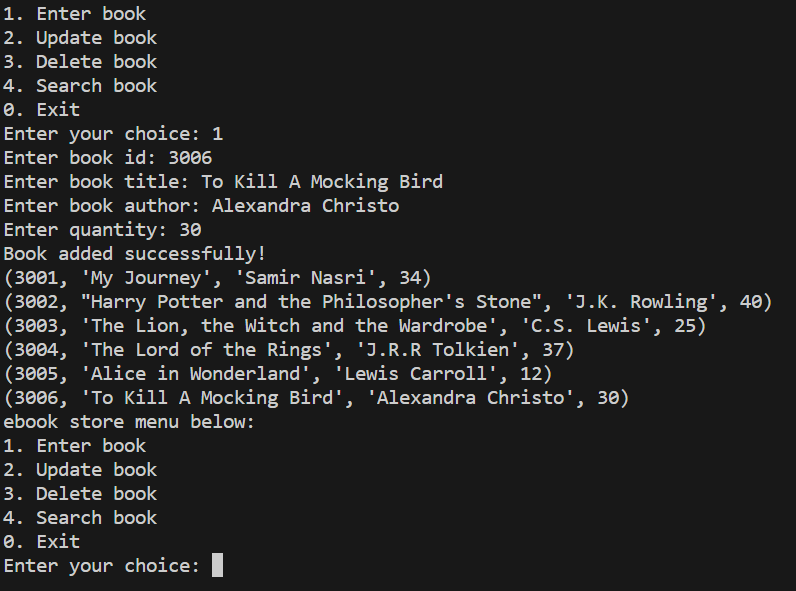 1. Enter book
2. Update book
3. Delete book
4. Search book
0. Exit
Enter your choice: 1
Enter book id: 3006
Enter book title: To Kill A Mocking Bird
Enter book author: Alexandra Christo
Enter quantity: 30
Book added successfully!
(3001, 'My Journey', 'Samir Nasri', 34)
(3002, "Harry Potter and the Philosopher's Stone", 'J.K. Rowling', 40)
(3003, 'The Lion, the Witch and the Wardrobe', 'C.S. Lewis', 25)
(3004, 'The Lord of the Rings', 'J.R.R Tolkien', 37)
(3005, 'Alice in Wonderland', 'Lewis Carroll', 12)
(3006, 'To Kill A Mocking Bird', 'Alexandra Christo', 30)
ebook store menu below:
1. Enter book
2. Update book
3. Delete book
4. Search book
0. Exit
Enter your choice: